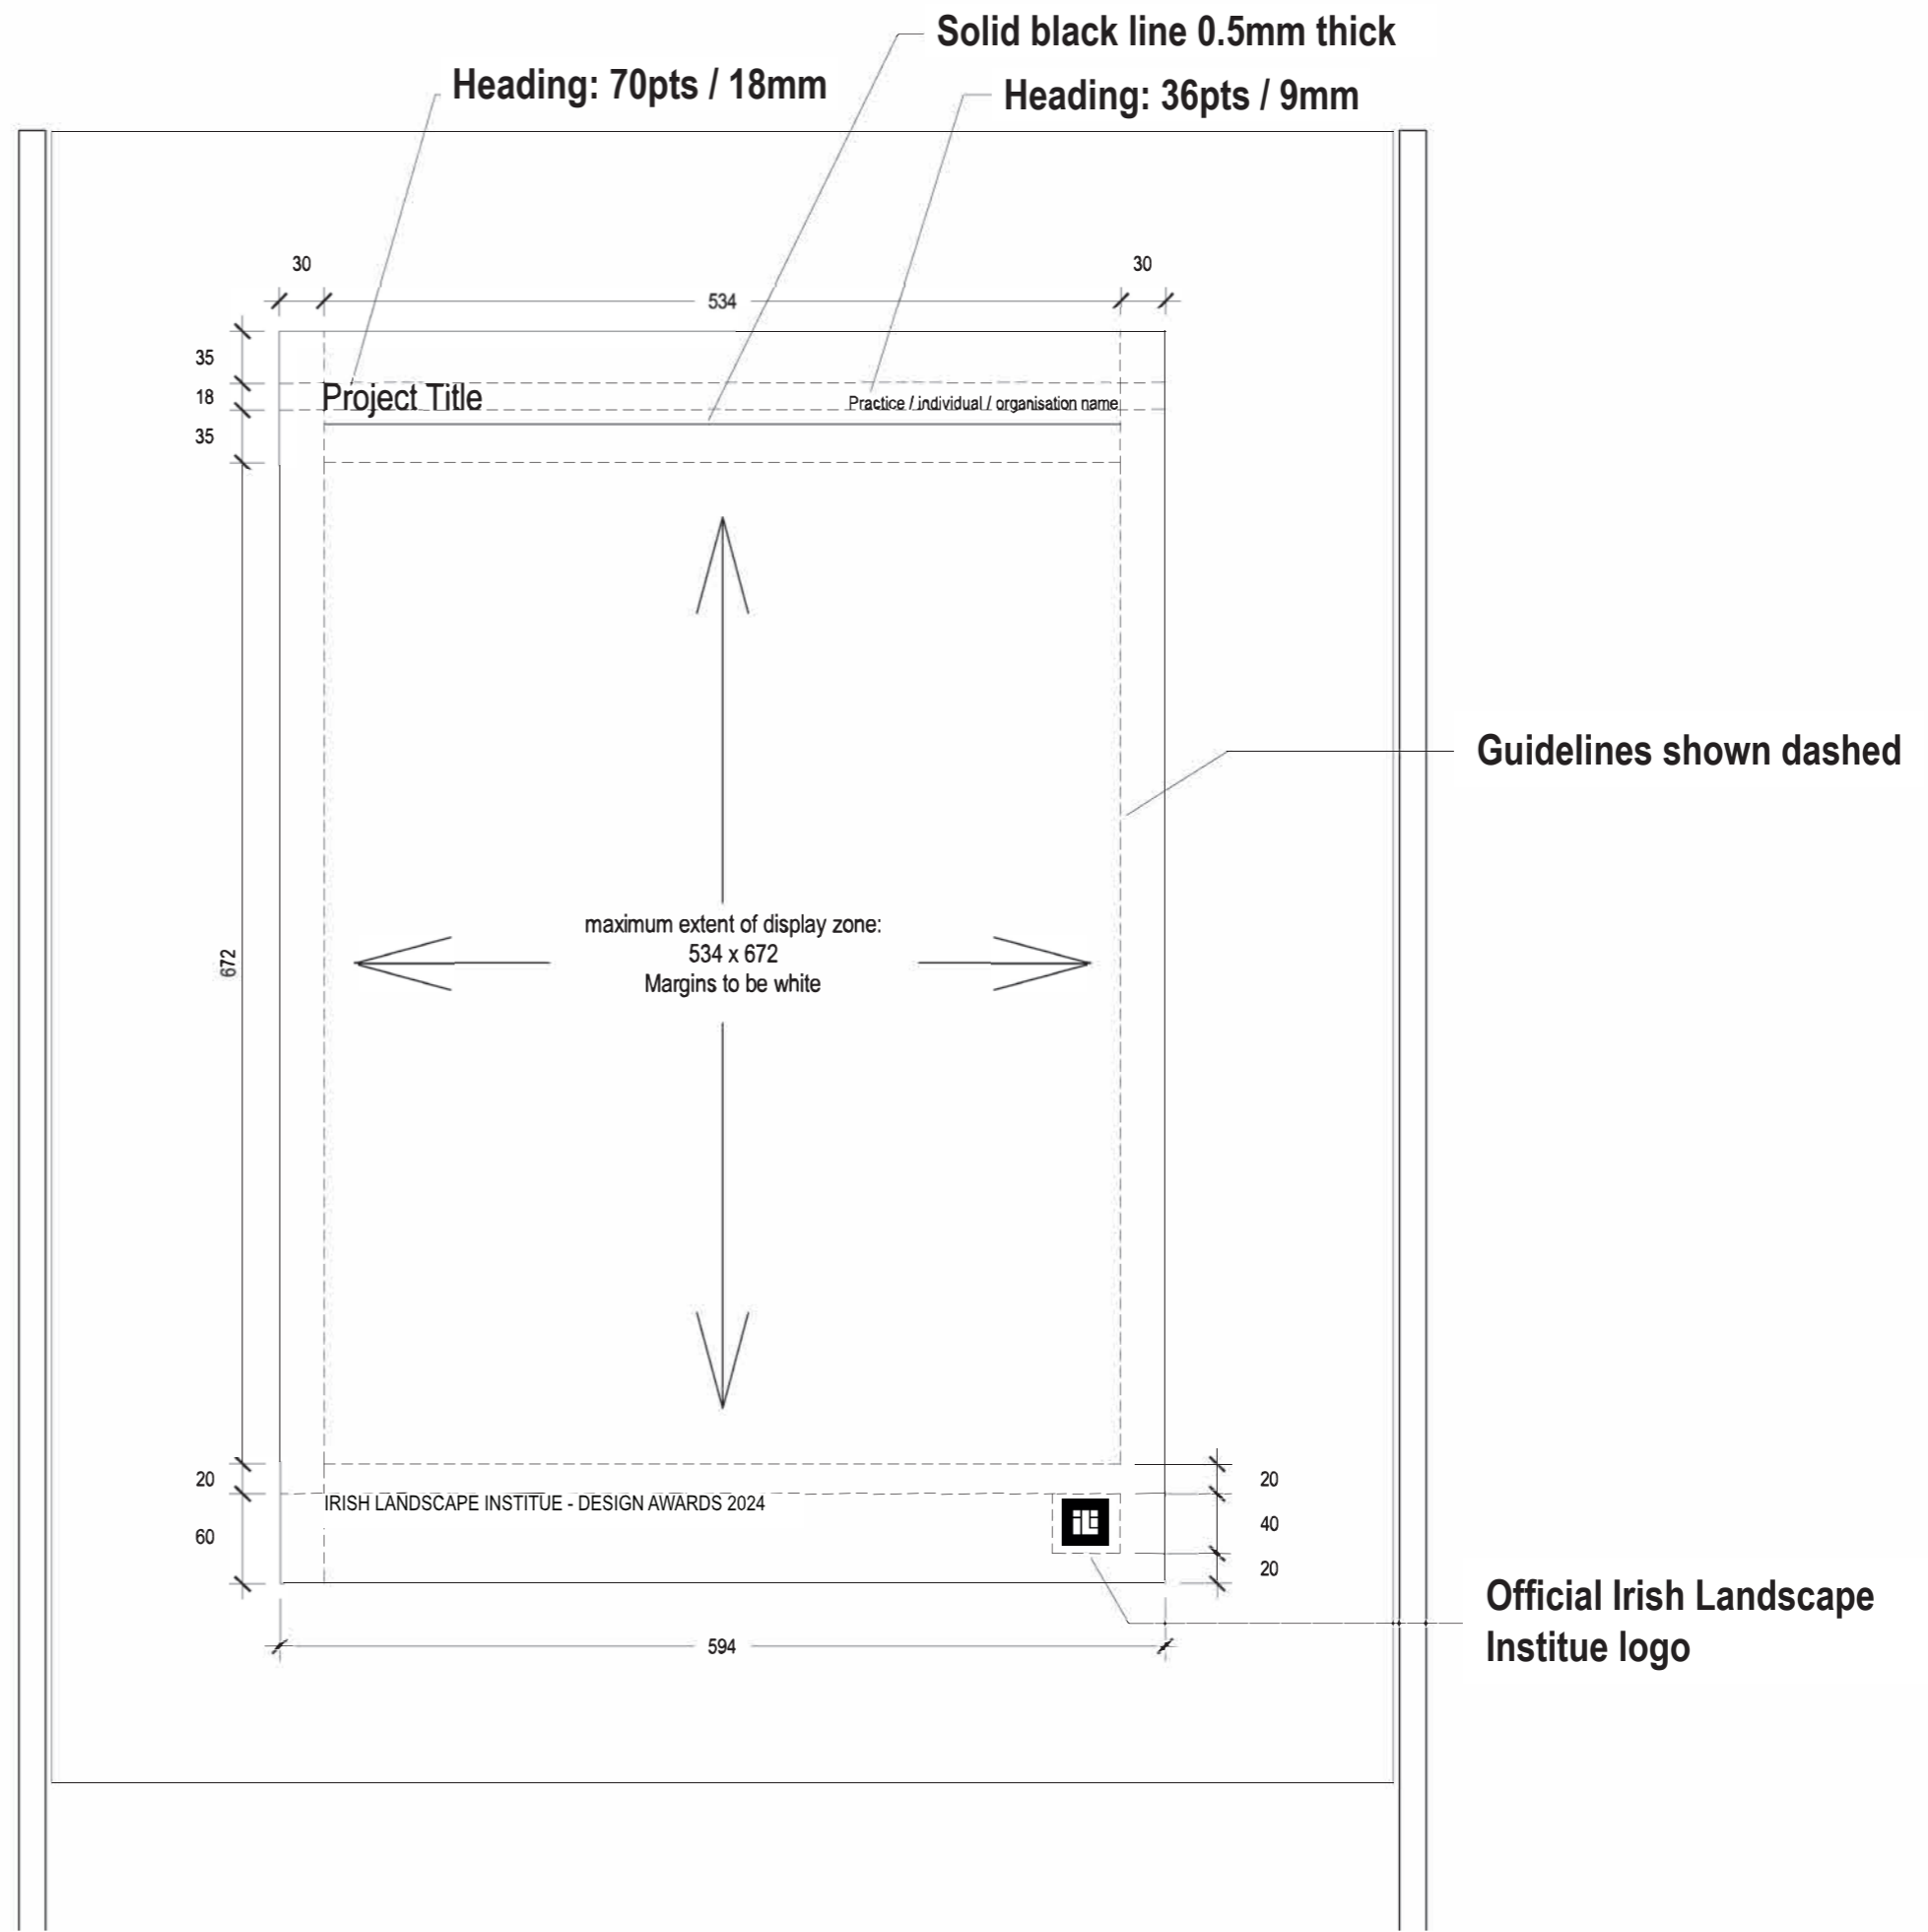 Solid black line 0.5mm thick
Heading: 70pts / 18mm
Heading: 36pts / 9mm
30
30
534
35
18
35
Project Title
Practice / individual / organisation name
Guidelines shown dashed
maximum extent of display zone:
534 x 672
Margins to be white
672
20
60
IRISH LANDSCAPE INSTITUE - DESIGN AWARDS 2024
ili
20
40
20
Official Irish Landscape
Institue logo
594